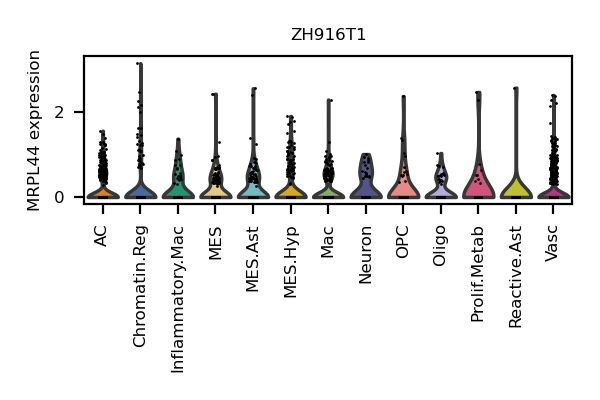 ZH916T1
MRPL44 expression
2
0
AC
Chromatin.Reg
Inflammatory.Mac
MES
MES.Ast
MES.Hyp
Mac
Neuron
OPC
Oligo
Prolif.Metab
Reactive.Ast
Vasc